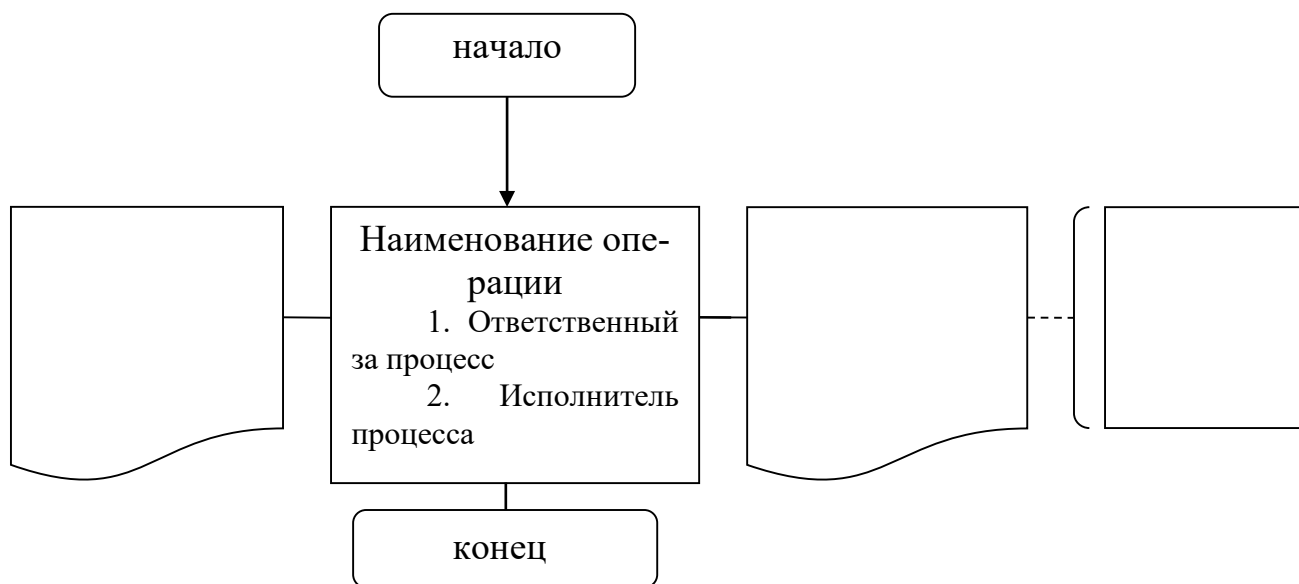 начало
Наименование опе-
рации
1. Ответственный
за процесс
2. Исполнитель
процесса
конец